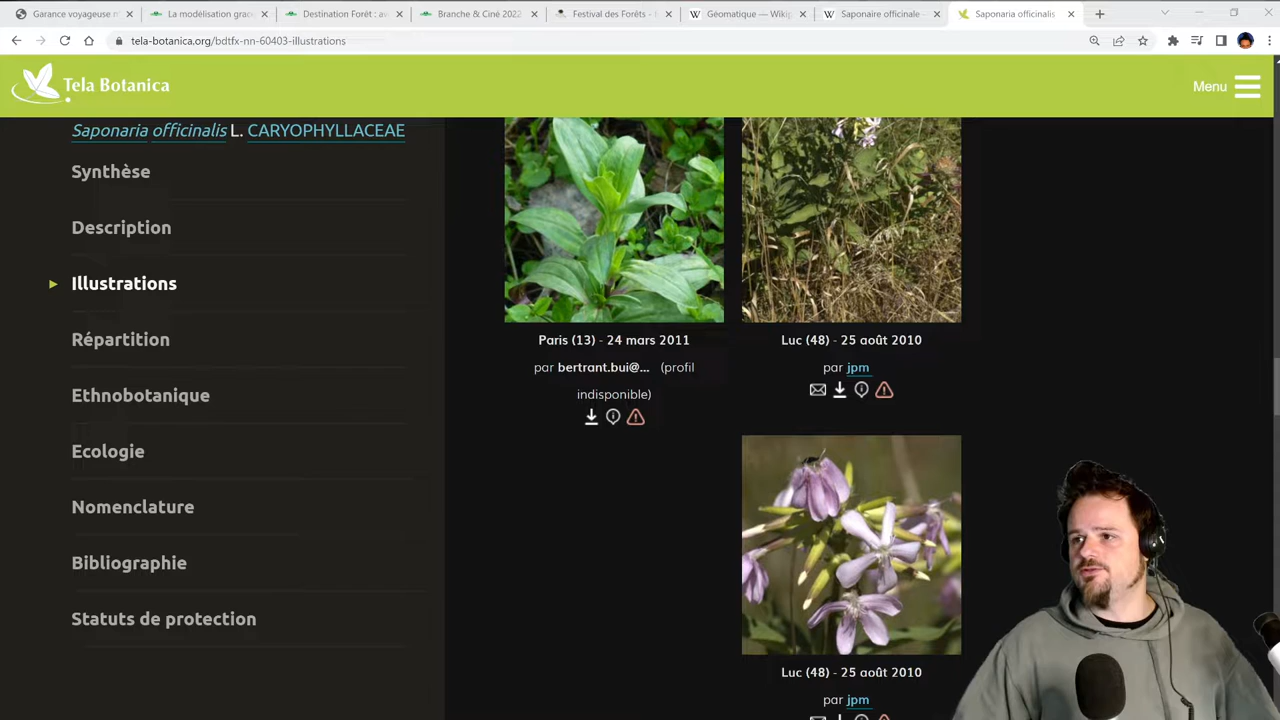 Garance voyageuse n
La modélisation grac
Destination Forêt : av
Branche & Ciné 2022
Festival des Forêts - F
Géomatique — Wikip
Saponaire officinale –
Saponaria officinalis
tela-botanica.org/bdtfx-nn-60403-illustrations
Tela Botanica
Menu
Saponaria officinalis L. CARYOPHYLLACEAE
Synthèse
Description
Illustrations
Répartition
Ethnobotanique
Ecologie
Nomenclature
Bibliographie
Statuts de protection
Paris (13) - 24 mars 2011
par bertrant.bui@... (profil
indisponible)
Luc (48) - 25 août 2010
par jpm
Luc (48) - 25 août 2010
par jpm